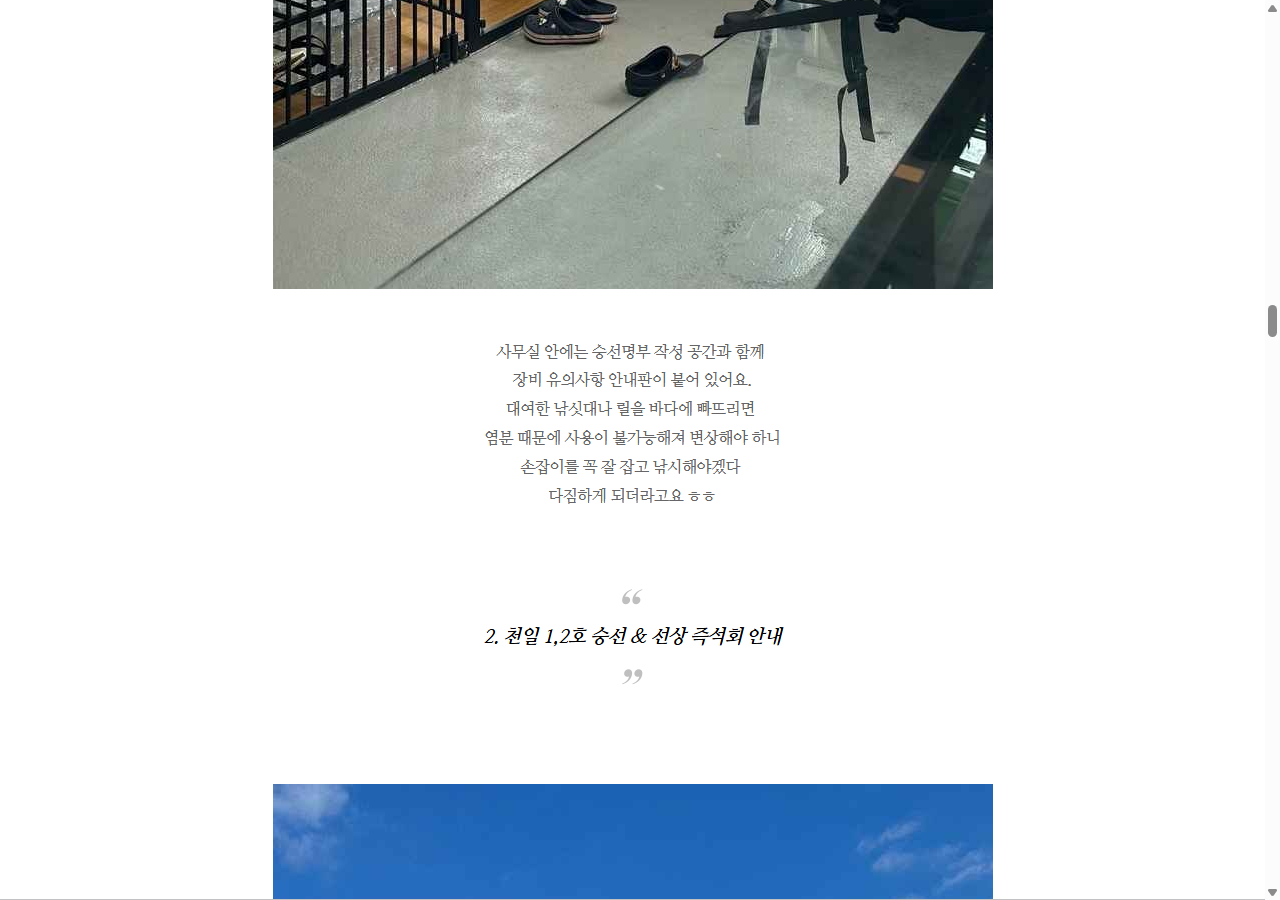 사무실 안에는 승선명부 작성 공간과 함께
장비 유의사항 안내판이 붙어 있어요.
대여한 낚싯대나 릴을 바다에 빠뜨리면
염분 때문에 사용이 불가능해져 변상해야 하니
손잡이를 꼭 잘 잡고 낚시해야겠다
다짐하게 되더라고요 ㅎㅎ
“
2. 천일 1,2호 승선 & 선상 즉석회 안내
”